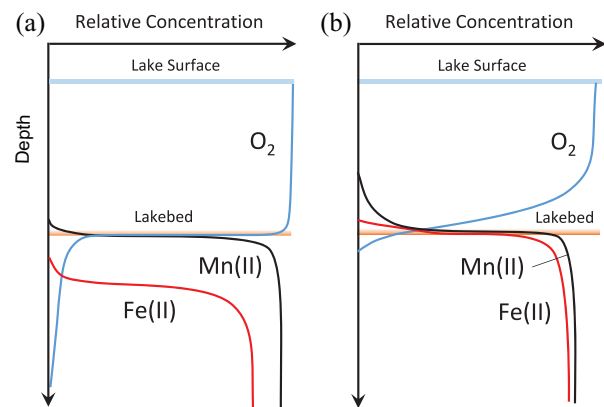 (a)
Relative Concentration
Lake Surface
O₂
Depth
Lakebed
Mn(II)
Fe(II)
(b)
Relative Concentration
Lake Surface
O₂
Lakebed
Mn(II)
Fe(II)